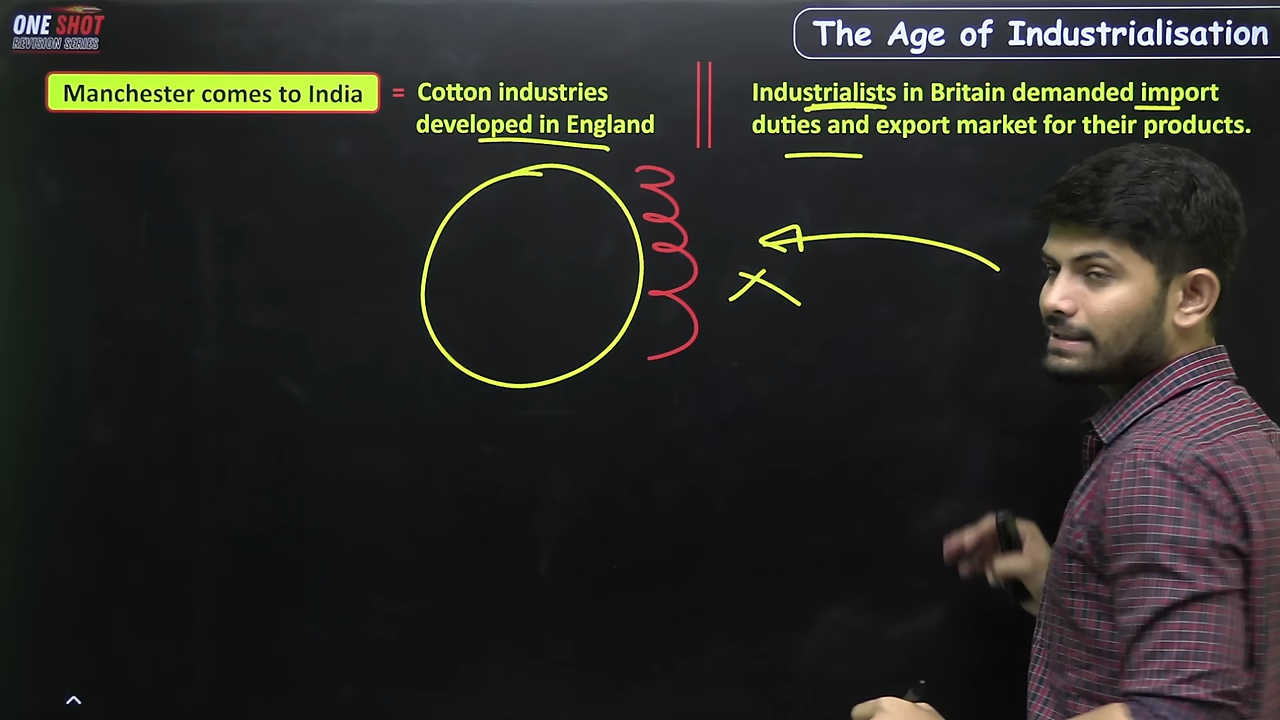 ONE SHOT
REVISION SERIES
The Age of Industrialisation
Manchester comes to India = Cotton industries
developed in England
Industrialists in Britain demanded import
duties and export market for their products.